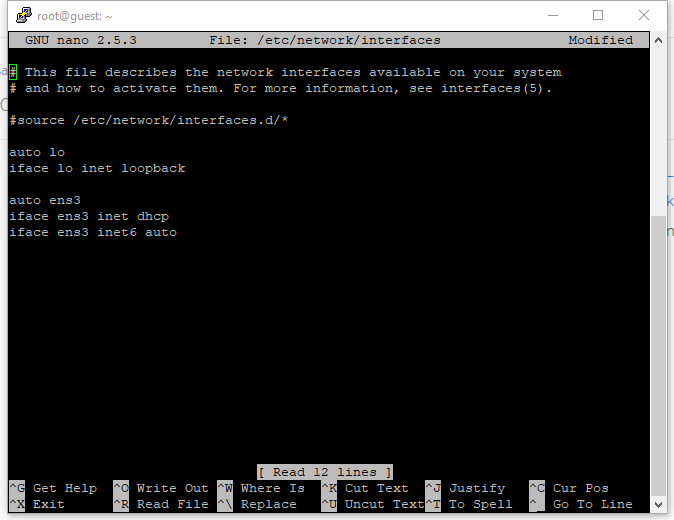 root@guest: ~
GNU nano 2.5.3 File: /etc/network/interfaces Modified
# This file describes the network interfaces available on your system
# and how to activate them. For more information, see interfaces(5).
#source /etc/network/interfaces.d/*
auto lo
iface lo inet loopback
auto ens3
iface ens3 inet dhcp
iface ens3 inet6 auto
[ Read 12 lines ]
^G Get Help ^O Write Out ^W Where Is ^K Cut Text ^J Justify ^C Cur Pos
^X Exit ^R Read File ^\ Replace ^U Uncut Text ^T To Spell ^_ Go To Line